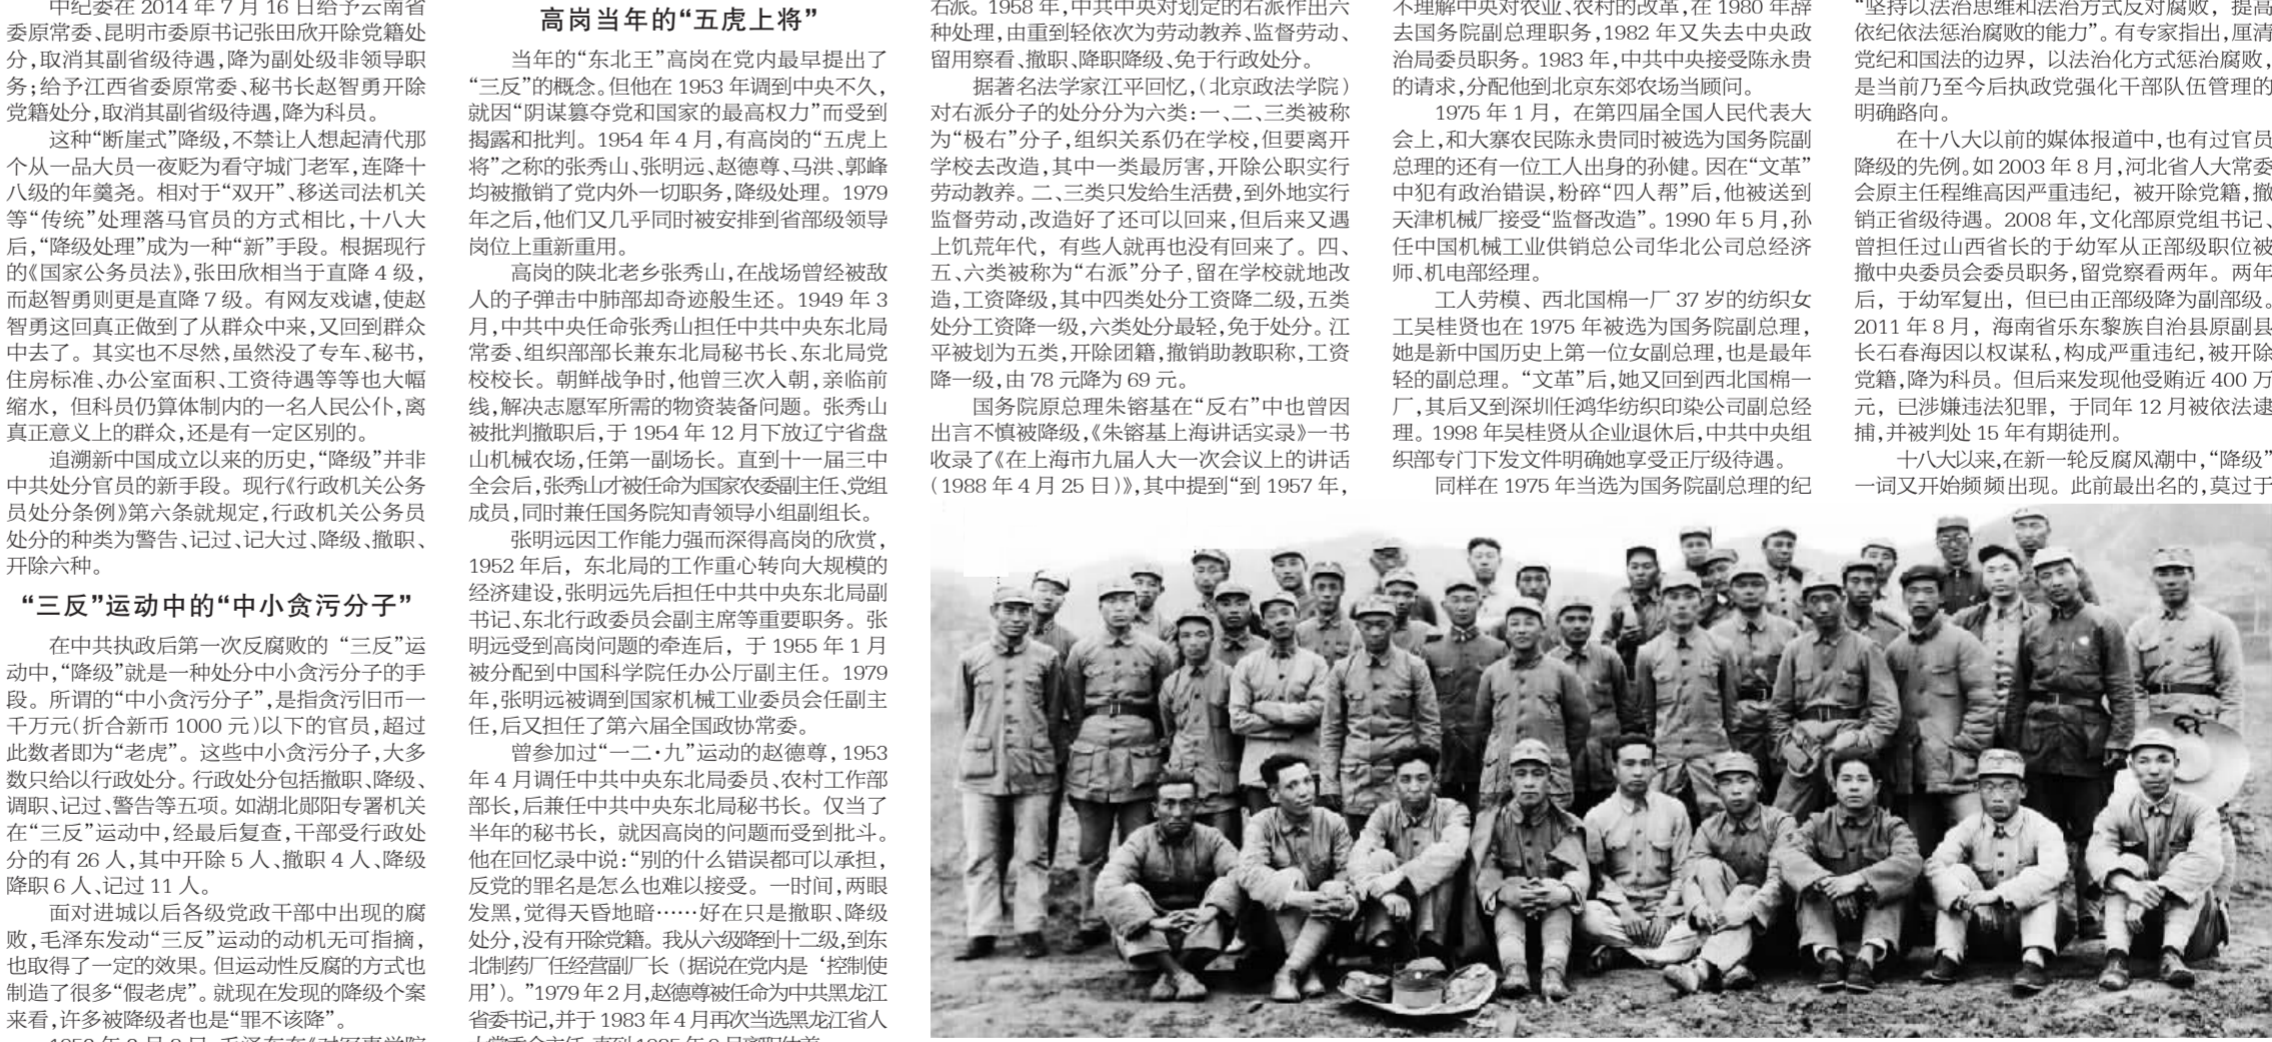 中纪委在 2014 年 7 月 16 日给予云南省
委原常委、昆明市委原书记张田欣开除党籍处
分，取消其副省级待遇，降为副处级非领导职
务；给予江西省委原常委、秘书长赵智勇开除
党籍处分，取消其副省级待遇，降为科员。
这种“断崖式”降级，不禁让人想起清代那
个从一品大员一夜贬为看守城门老军，连降十
八级的年羹尧。相对于“双开”、移送司法机关
等“传统”处理落马官员的方式相比，十八大
后，“降级处理”成为一种“新”手段。根据现行
的《国家公务员法》，张田欣相当于直降 4 级，
而赵智勇则更是直降 7 级。有网友戏谑，使赵
智勇这回真正做到了从群众中来，又回到群众
中去了。其实也不尽然，虽然没了专车、秘书，
住房标准、办公室面积、工资待遇等等也大幅
缩水，但科员仍算体制内的一名人民公仆，离
真正意义上的群众，还是有一定区别的。
追溯新中国成立以来的历史，“降级”并非
中共处分官员的新手段。现行《行政机关公务
员处分条例》第六条就规定，行政机关公务员
处分的种类为警告、记过、记大过、降级、撤职、
开除六种。
“三反”运动中的“中小贪污分子”
在中共执政后第一次反腐败的“三反”运
动中，“降级”就是一种处分中小贪污分子的手
段。所谓的“中小贪污分子”，是指贪污旧币一
千万元（折合新币 1000 元）以下的官员，超过
此数者即为“老虎”。这些中小贪污分子，大多
数只给以行政处分。行政处分包括撤职、降级、
调职、记过、警告等五项。如湖北郧阳专署机关
在“三反”运动中，经最后复查，干部受行政处
分的有 26 人，其中开除 5 人、撤职 4 人、降级
降职 6 人、记过 11 人。
面对进城以后各级党政干部中出现的腐
败，毛泽东发动“三反”运动的动机无可指摘，
也取得了一定的效果。但运动性反腐的方式也
制造了很多“假老虎”。就现在发现的降级个案
来看，许多被降级者也是“罪不该降”。
高岗当年的“五虎上将”
当年的“东北王”高岗在党内最早提出了
“三反”的概念。但他在 1953 年调到中央不久，
就因“阴谋篡夺党和国家的最高权力”而受到
揭露和批判。1954 年 4 月，有高岗的“五虎上
将”之称的张秀山、张明远、赵德尊、马洪、郭峰
均被撤销了党内外一切职务，降级处理。1979
年之后，他们又几乎同时被安排到省部级领导
岗位上重新重用。
高岗的陕北老乡张秀山，在战场曾经被敌
人的子弹击中肺部却奇迹般生还。1949 年 3
月，中共中央任命张秀山担任中共中央东北局
常委、组织部部长兼东北局秘书长、东北局党
校校长。朝鲜战争时，他曾三次入朝，亲临前
线，解决志愿军所需的物资装备问题。张秀山
被批判撤职后，于 1954 年 12 月下放辽宁省盘
山机械农场，任第一副场长。直到十一届三中
全会后，张秀山才被任命为国家农委副主任、党组
成员，同时兼任国务院知青领导小组副组长。
张明远因工作能力强而深得高岗的欣赏，
1952 年后，东北局的工作重心转向大规模的
经济建设，张明远先后担任中共中央东北局副
书记、东北行政委员会副主席等重要职务。张
明远受到高岗问题的牵连后，于 1955 年 1 月
被分配到中国科学院任办公厅副主任。1979
年，张明远被调到国家机械工业委员会任副主
任，后又担任了第六届全国政协常委。
曾参加过“一二·九”运动的赵德尊，1953
年 4 月调任中共中央东北局委员、农村工作部
部长，后兼任中共中央东北局秘书长。仅当了
半年的秘书长，就因高岗的问题而受到批斗。
他在回忆录中说：“别的什么错误都可以承担，
反党的罪名是怎么也难以接受。一时间，两眼
发黑，觉得天昏地暗……好在只是撤职、降级
处分，没有开除党籍。我从六级降到十二级，到东
北制药厂任经营副厂长（据说在党内是‘控制使
用’）。”1979 年 2 月，赵德尊被任命为中共黑龙江
省委书记，并于 1983 年 4 月再次当选黑龙江省人
右派。1958 年，中共中央对划定的右派作出六
种处理，由重到轻依次为劳动教养、监督劳动、
留用察看、撤职、降职降级、免于行政处分。
据著名法学家江平回忆，（北京政法学院）
对右派分子的处分分为六类：一、二、三类被称
为“极右”分子，组织关系仍在学校，但要离开
学校去改造，其中一类最厉害，开除公职实行
劳动教养。二、三类只发给生活费，到外地实行
监督劳动，改造好了还可以回来，但后来又遇
上饥荒年代，有些人就再也没有回来了。四、
五、六类被称为“右派”分子，留在学校就地改
造，工资降级，其中四类处分工资降二级，五类
处分工资降一级，六类处分最轻，免于处分。江
平被划为五类，开除团籍，撤销助教职称，工资
降一级，由 78 元降为 69 元。
国务院原总理朱镕基在“反右”中也曾因
出言不慎被降级，《朱镕基上海讲话实录》一书
收录了《在上海市九届人大一次会议上的讲话
（1988 年 4 月 25 日）》，其中提到“到 1957 年，
不理解中央对农业、农村的改革，在 1980 年辞
去国务院副总理职务，1982 年又失去中央政
治局委员职务。1983 年，中共中央接受陈永贵
的请求，分配他到北京东郊农场当顾问。
1975 年 1 月，在第四届全国人民代表大
会上，和大寨农民陈永贵同时被选为国务院副
总理的还有一位工人出身的孙健。因在“文革”
中犯有政治错误，粉碎“四人帮”后，他被送到
天津机械厂接受“监督改造”。1990 年 5 月，孙
任中国机械工业供销总公司华北公司总经济
师、机电部经理。
工人劳模、西北国棉一厂 37 岁的纺织女
工吴桂贤也在 1975 年被选为国务院副总理，
她是新中国历史上第一位女副总理，也是最年
轻的副总理。“文革”后，她又回到西北国棉一
厂，其后又到深圳任鸿华纺织印染公司副总经
理。1998 年吴桂贤从企业退休后，中共中央组
织部专门下发文件明确她享受正厅级待遇。
同样在 1975 年当选为国务院副总理的纪
“坚持以法治思维和法治方式反对腐败，提高
依纪依法惩治腐败的能力”。有专家指出，厘清
党纪和国法的边界，以法治化方式惩治腐败，
是当前乃至今后执政党强化干部队伍管理的
明确路向。
在十八大以前的媒体报道中，也有过官员
降级的先例。如 2003 年 8 月，河北省人大常委
会原主任程维高因严重违纪，被开除党籍，撤
销正省级待遇。2008 年，文化部原党组书记、
曾担任过山西省长的于幼军从正部级职位被
撤中央委员会委员职务，留党察看两年。两年
后，于幼军复出，但已由正部级降为副部级。
2011 年 8 月，海南省乐东黎族自治县原副县
长石春海因以权谋私，构成严重违纪，被开除
党籍，降为科员。但后来发现他受贿近 400 万
元，已涉嫌违法犯罪，于同年 12 月被依法逮
捕，并被判处 15 年有期徒刑。
十八大以来，在新一轮反腐风潮中，“降级”
一词又开始频频出现。此前最出名的，莫过于